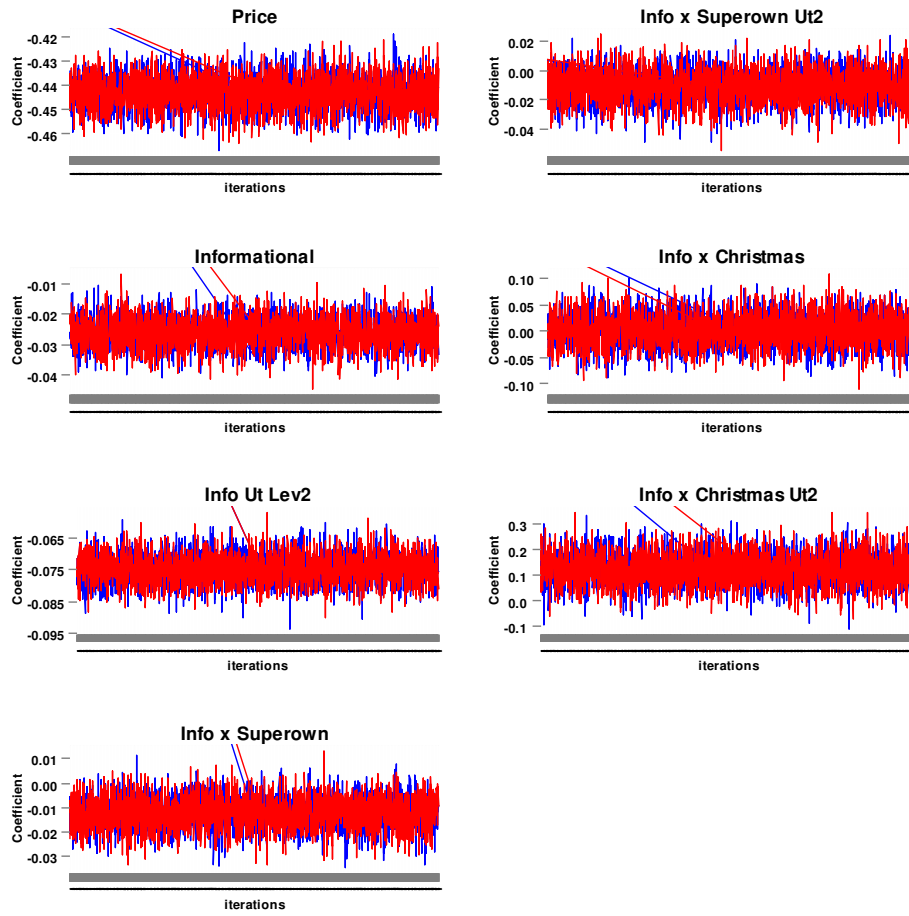 Price
-0.42
-0.43
-0.44
-0.45
-0.46
Coefficient
iterations
Info x Superown Ut2
0.02
0.00
-0.02
-0.04
Coefficient
iterations
Informational
-0.01
-0.02
-0.03
-0.04
Coefficient
iterations
Info x Christmas
0.10
0.05
0.00
-0.05
-0.10
Coefficient
iterations
Info Ut Lev2
-0.065
-0.075
-0.085
-0.095
Coefficient
iterations
Info x Christmas Ut2
0.3
0.2
0.1
0.0
-0.1
Coefficient
iterations
Info x Superown
0.01
0.00
-0.01
-0.02
-0.03
Coefficient
iterations